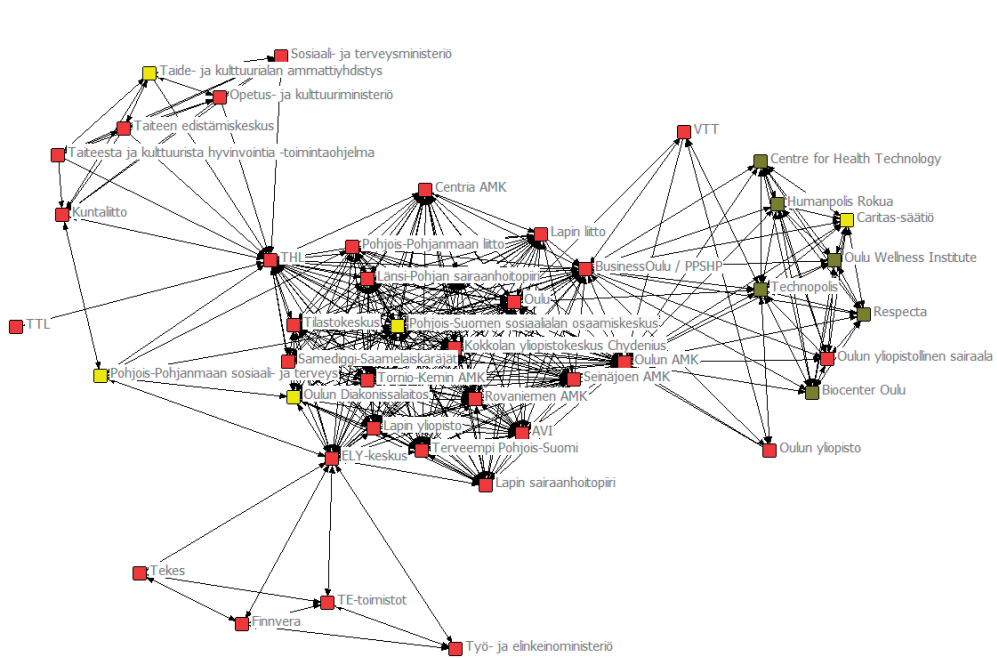 Sosiaali- ja terveysministeriö
Taide- ja kulttuurialan ammattiyhdistys
Opetus- ja kulttuuriministeriö
Taiteen edistämiskeskus
VTT
Taiteesta ja kulttuurista hyvinvointia -toimintaohjelma
Centre for Health Technology
Centria AMK
Humanpolis Rokua
Kuntaliitto
Caritas-säätiö
Lapin liitto
Pohjois-Pohjanmaan liitto
THL
Oulu Wellness Institute
BusinessOulu / PPSHP
Länsi-Pohjan sairaanhoitopiiri
Technopolis
Oulu
Respecta
TTL
Tilastokeskus
Pohjois-Suomen sosiaalialan osaamiskeskus
Kokkolan yliopistokeskus Chydenius
Samediggi-Saamelaiskäräjät
Oulun AMK
Oulun yliopistollinen sairaala
Pohjois-Pohjanmaan sosiaali- ja terveys
Tornio-Kemin AMK
Seinäjoen AMK
Oulun Diakonissalaitos
Rovaniemen AMK
Biocenter Oulu
Lapin yliopisto
AVI
Terveempi Pohjois-Suomi
Oulun yliopisto
ELY-keskus
Lapin sairaanhoitopiiri
Tekes
TE-toimistot
Finnvera
Työ- ja elinkeinoministeriö